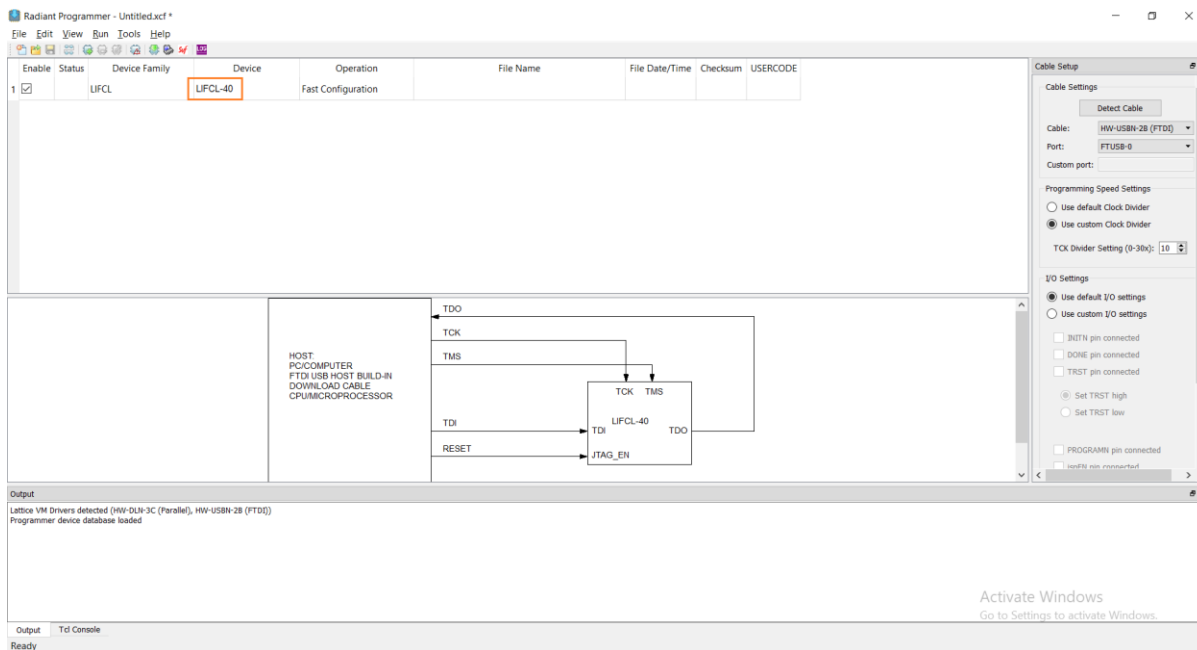 Radiant Programmer - Untitled.xcf *
File Edit View Run Tools Help
Enable Status Device Family Device Operation File Name File Date/Time Checksum USERCODE
1 LIFCL LIFCL-40 Fast Configuration
Cable Setup
Cable Settings
Detect Cable
Cable: HW-USBN-2B (FTDI)
Port: FTUSB-0
Custom port:
Programming Speed Settings
Use default Clock Divider
Use custom Clock Divider
TCK Divider Setting (0-30x): 10
I/O Settings
Use default I/O settings
Use custom I/O settings
INITN pin connected
DONE pin connected
TRST pin connected
Set TRST high
Set TRST low
PROGRAMN pin connected
ispEN pin connected
TDO
TCK
TMS
HOST:
PC/COMPUTER
FTDI USB HOST BUILD-IN
DOWNLOAD CABLE
CPU/MICROPROCESSOR
TCK TMS
LIFCL-40
TDI
TDI
TDO
RESET
JTAG_EN
Output
Lattice VM Drivers detected (HW-DLN-3C (Parallel), HW-USBN-2B (FTDI))
Programmer device database loaded
Activate Windows
Go to Settings to activate Windows.
Output Tcl Console
Ready